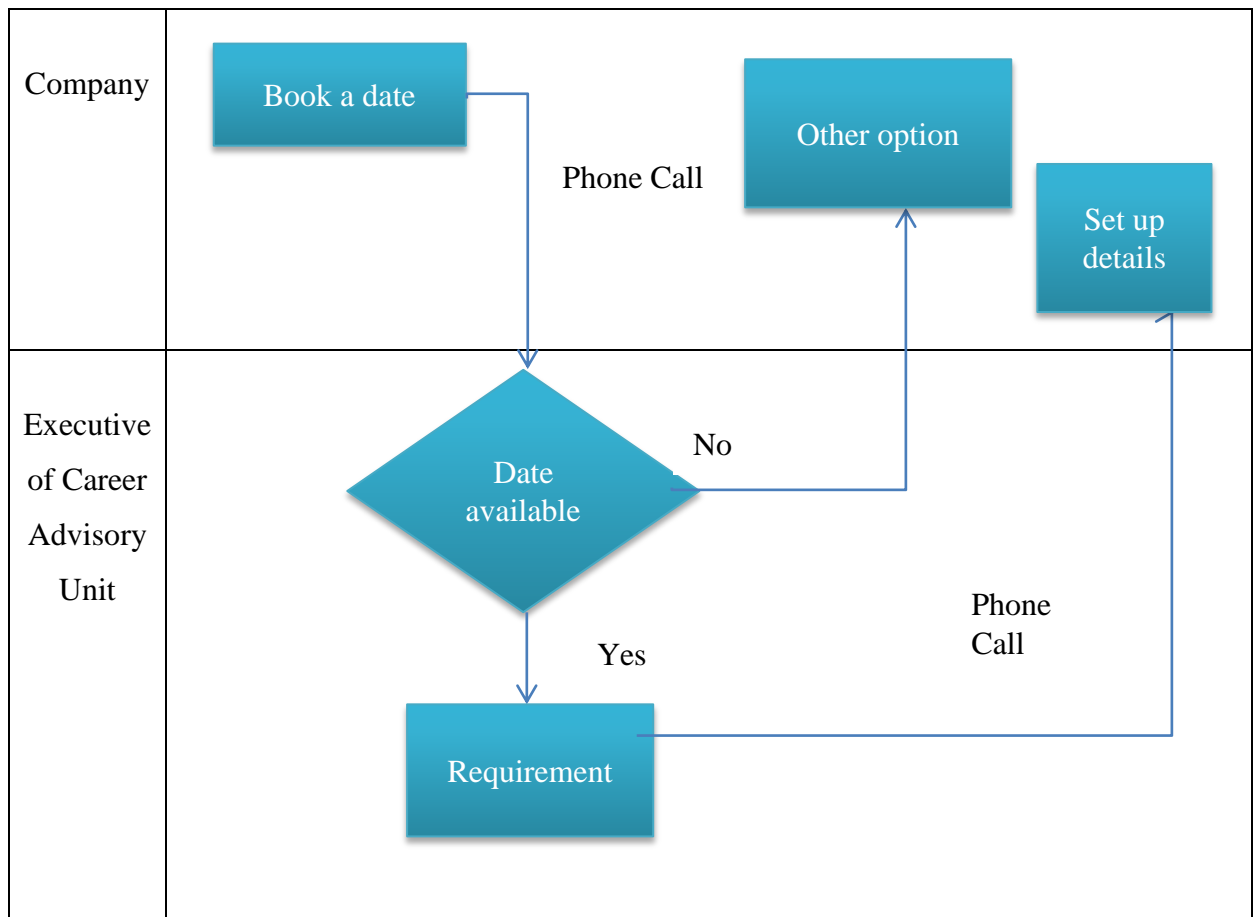 Company
Book a date
Other option
Phone Call
Set up
details
Executive
of Career
Advisory
Unit
Date
available
No
Yes
Phone
Call
Requirement